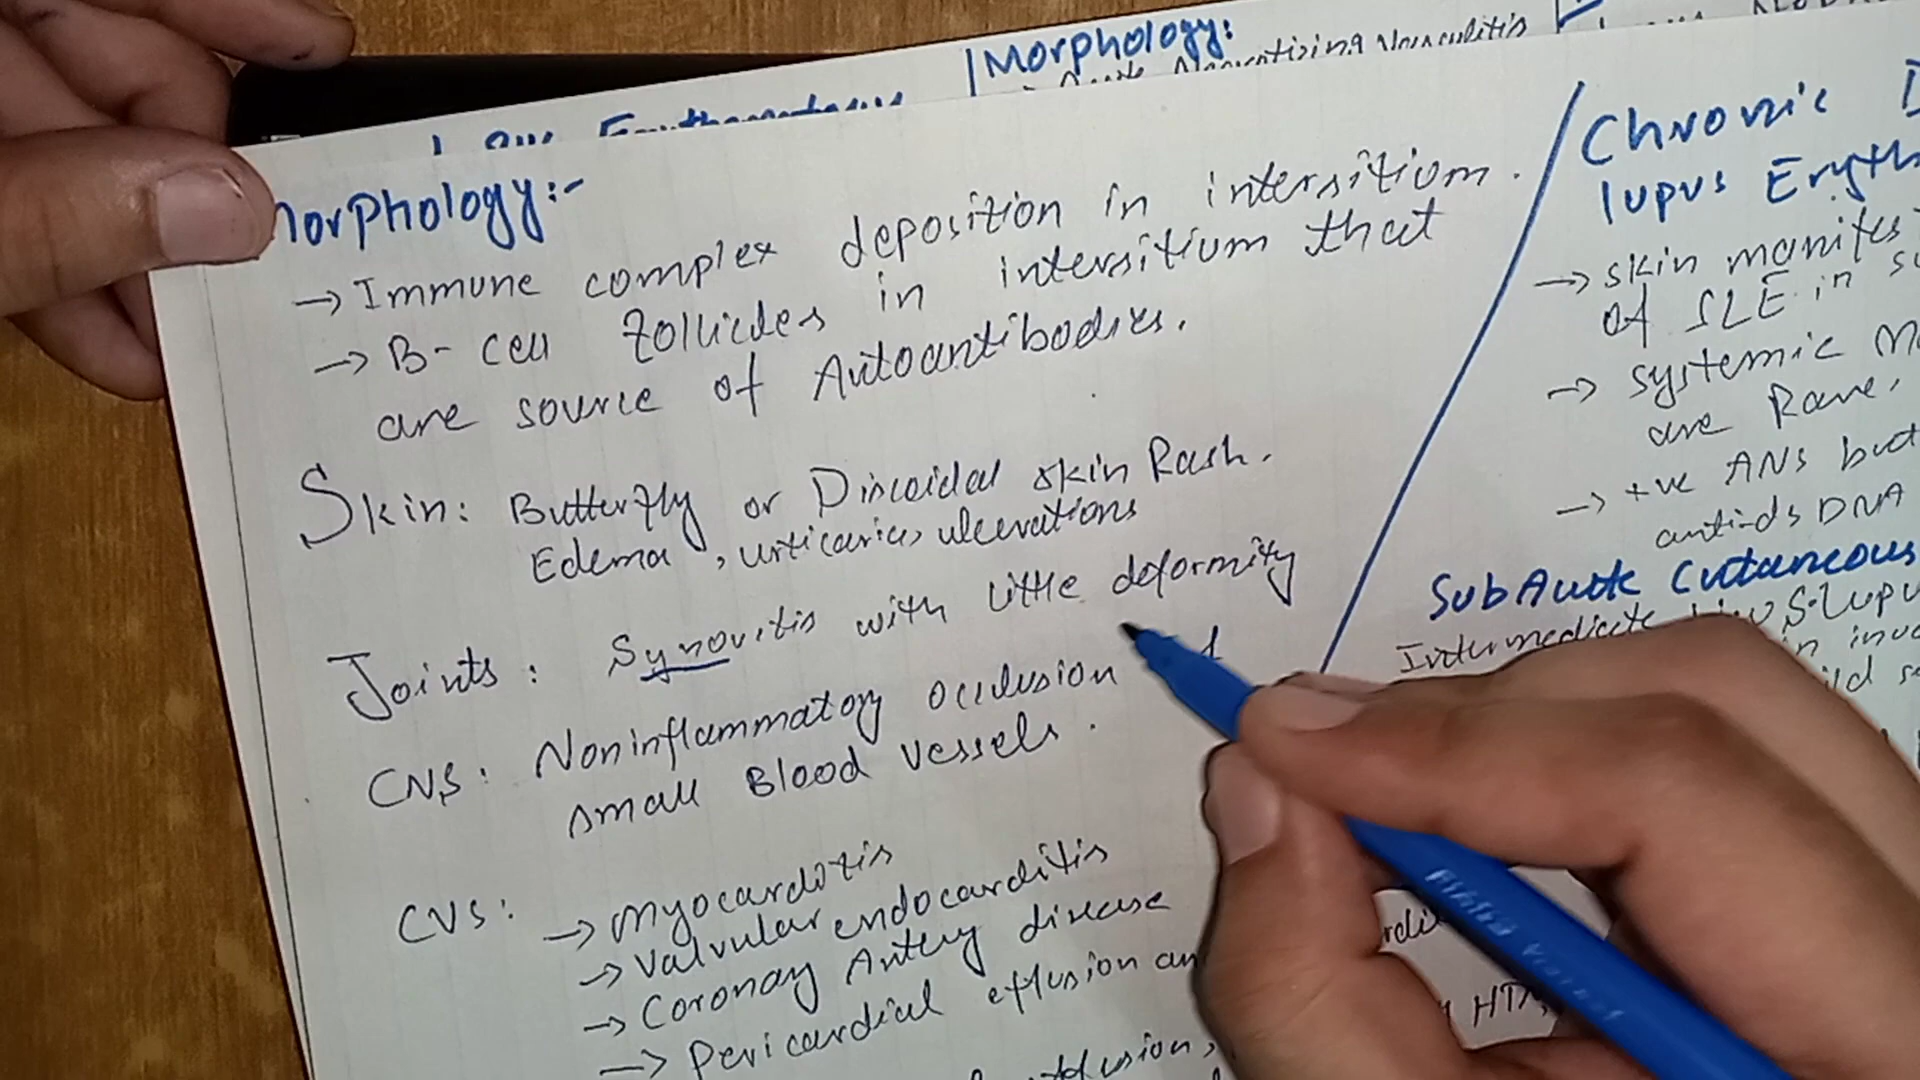 Morphology:
Morphology:-
→ Immune complex deposition in intersitium.
→ B-cell follicles in intersitium that
are source of Autoantibodies.
Skin: Butterfly or Discoidal skin Rash.
Edema, urticaria, ulcerations
Joints: Synovitis with little deformity
CNS: Noninflammatory occlusion of
small Blood Vessels.
CVS: → myocarditis
→ Valvular endocarditis
→ Coronary Artery disease
→ Pericardial effusion an
Chronic D
lupus Eryth
→ skin manifes
of SLE in
→ systemic M
are Rare,
→ +ve ANS but
anti-ds DNA
SubAcute Cutaneous
Intermediate
HTN,